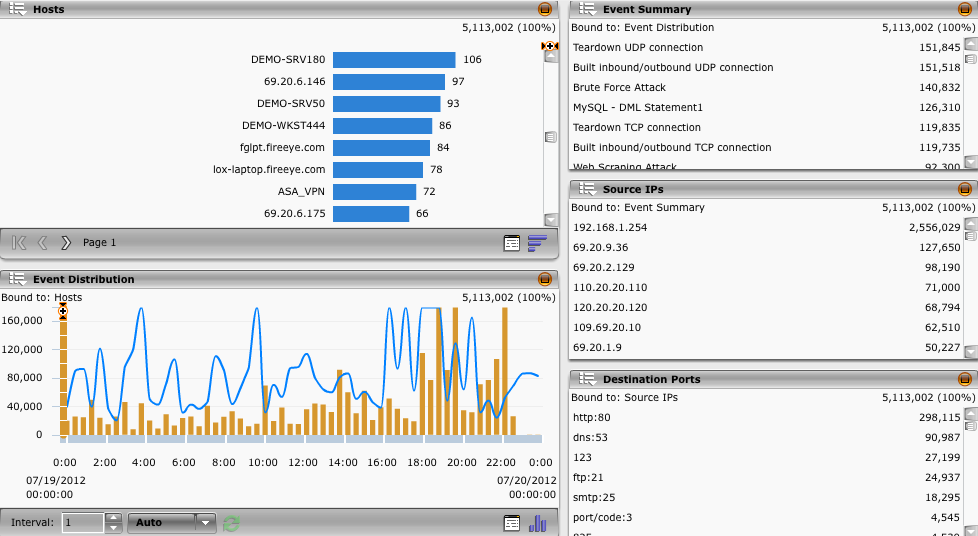 Hosts
5,113,002 (100%)
DEMO-SRV180 106
69.20.6.146 97
DEMO-SRV50 93
DEMO-WKST444 86
fgipt.fireeye.com 84
lox-laptop.fireeye.com 78
ASA_VPN 72
69.20.6.175 66
Page 1
Event Distribution
Bound to: Hosts 5,113,002 (100%)
160,000
120,000
80,000
40,000
0
0:00 2:00 4:00 6:00 8:00 10:00 12:00 14:00 16:00 18:00 20:00 22:00 0:00
07/19/2012 07/20/2012
00:00:00 00:00:00
Interval: 1 Auto
Event Summary
Bound to: Event Distribution 5,113,002 (100%)
Teardown UDP connection 151,845
Built inbound/outbound UDP connection 151,518
Brute Force Attack 140,832
MySQL - DML Statement1 126,310
Teardown TCP connection 119,835
Built inbound/outbound TCP connection 119,735
Web Scraping Attack 92,300
Source IPs
Bound to: Event Summary 5,113,002 (100%)
192.168.1.254 2,556,029
69.20.9.36 127,650
69.20.2.129 98,190
110.20.20.110 71,000
120.20.20.120 68,794
109.69.20.10 62,510
69.20.1.9 50,227
Destination Ports
Bound to: Source IPs 5,113,002 (100%)
http:80 298,115
dns:53 90,987
123 27,199
ftp:21 24,937
smtp:25 18,295
port/code:3 4,545